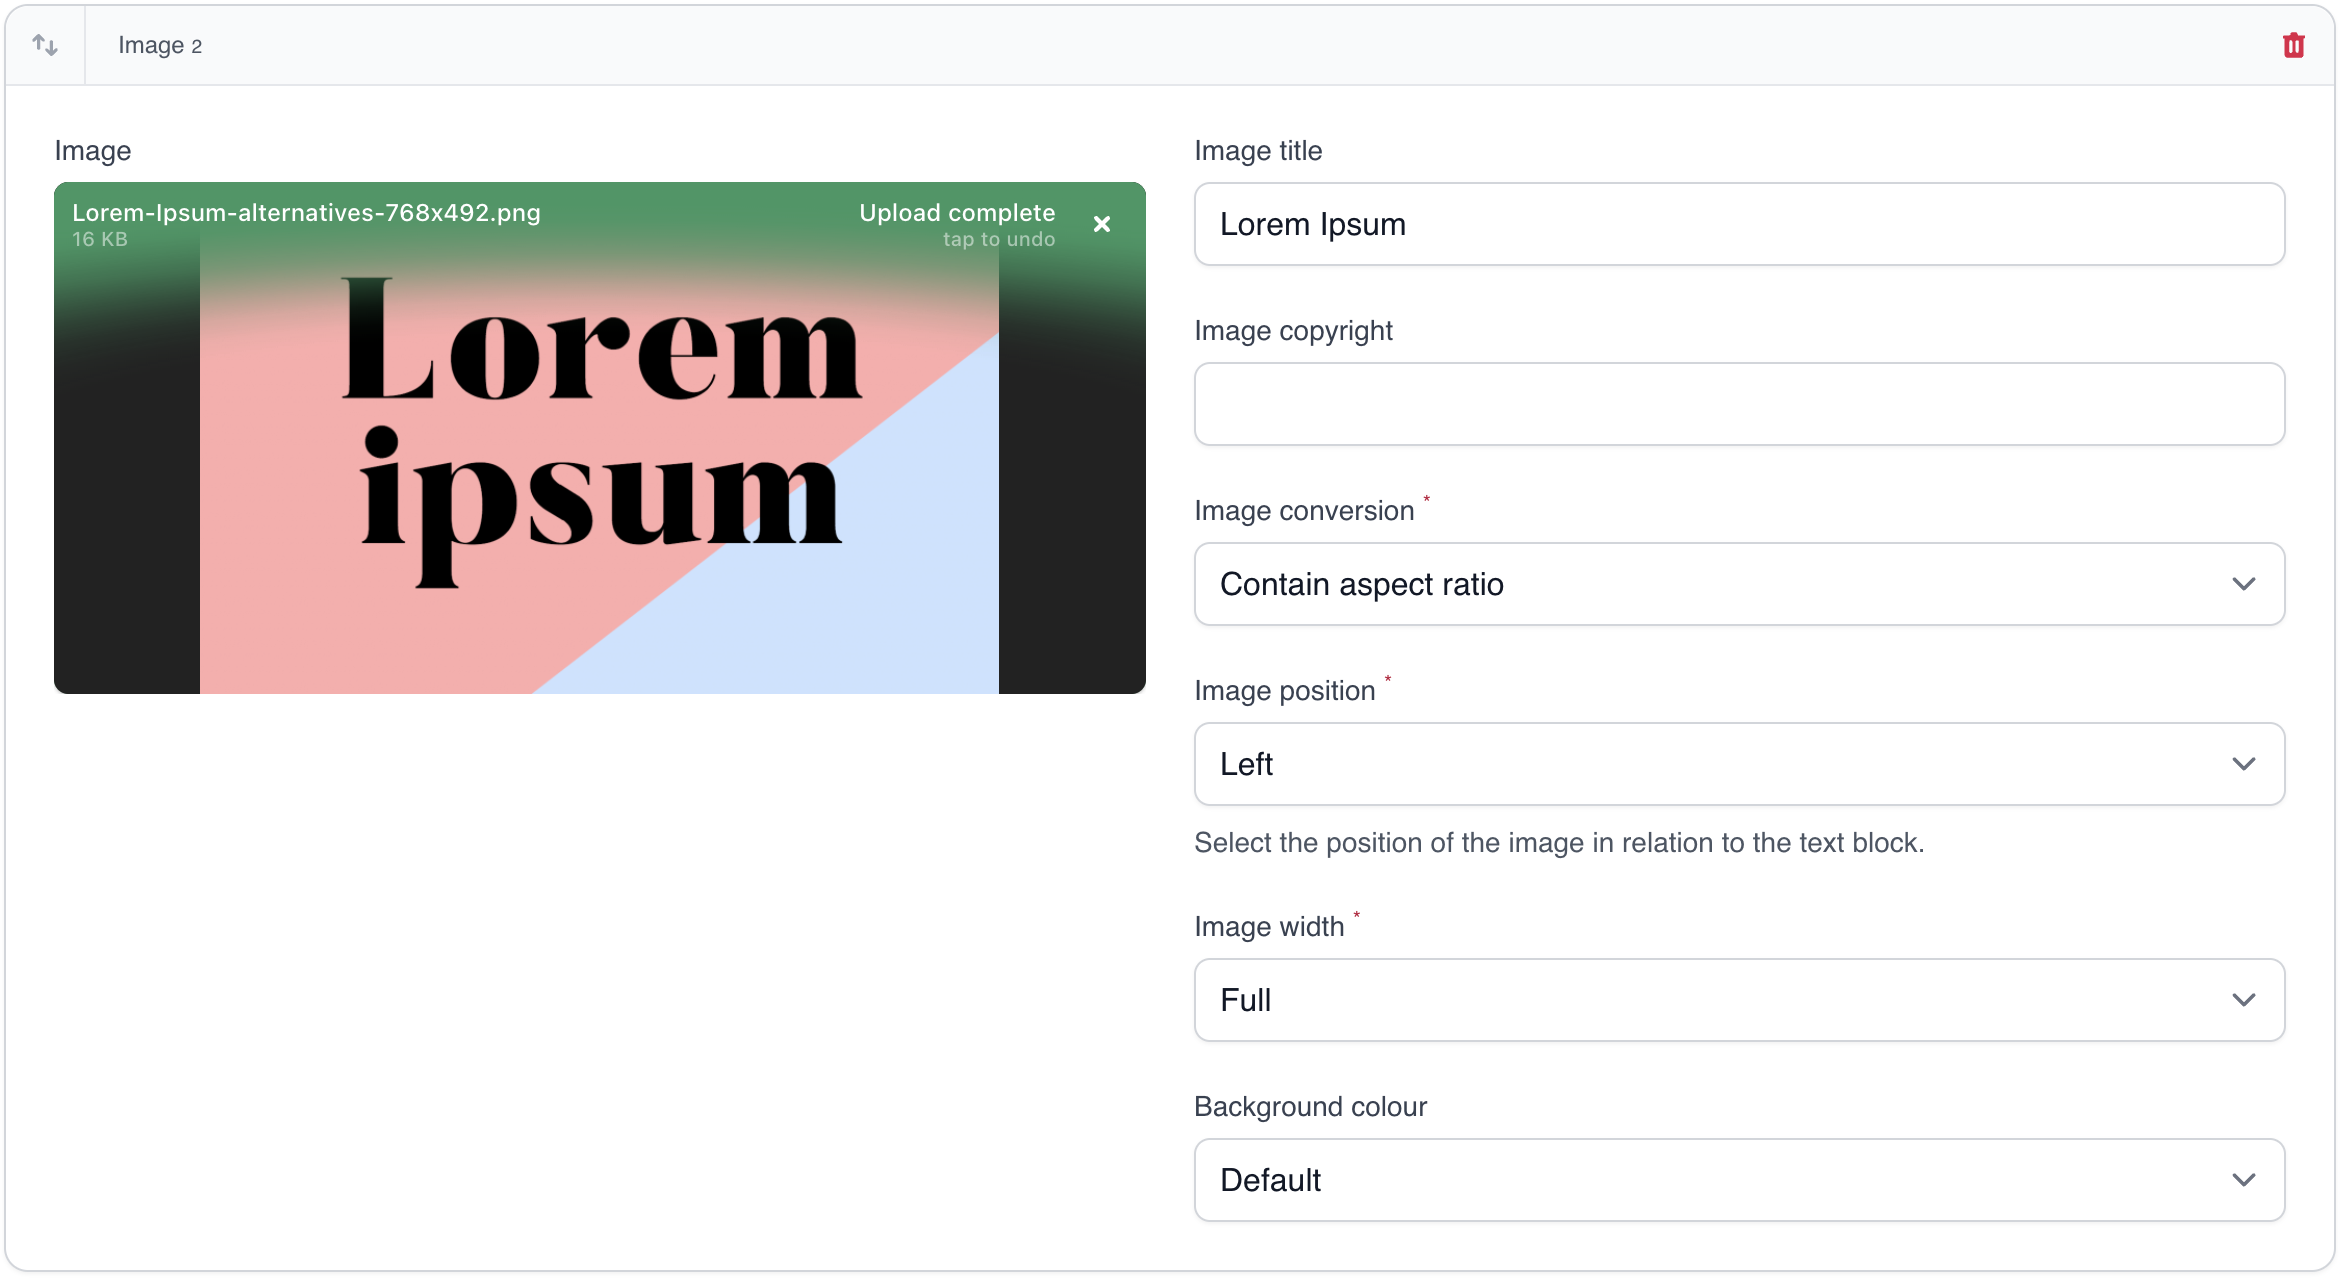 Image 2
Image
Lorem-Ipsum-alternatives-768x492.png
16 KB
Upload complete
tap to undo
Lorem
ipsum
Image title
Lorem Ipsum
Image copyright
Image conversion *
Contain aspect ratio
Image position *
Left
Select the position of the image in relation to the text block.
Image width *
Full
Background colour
Default